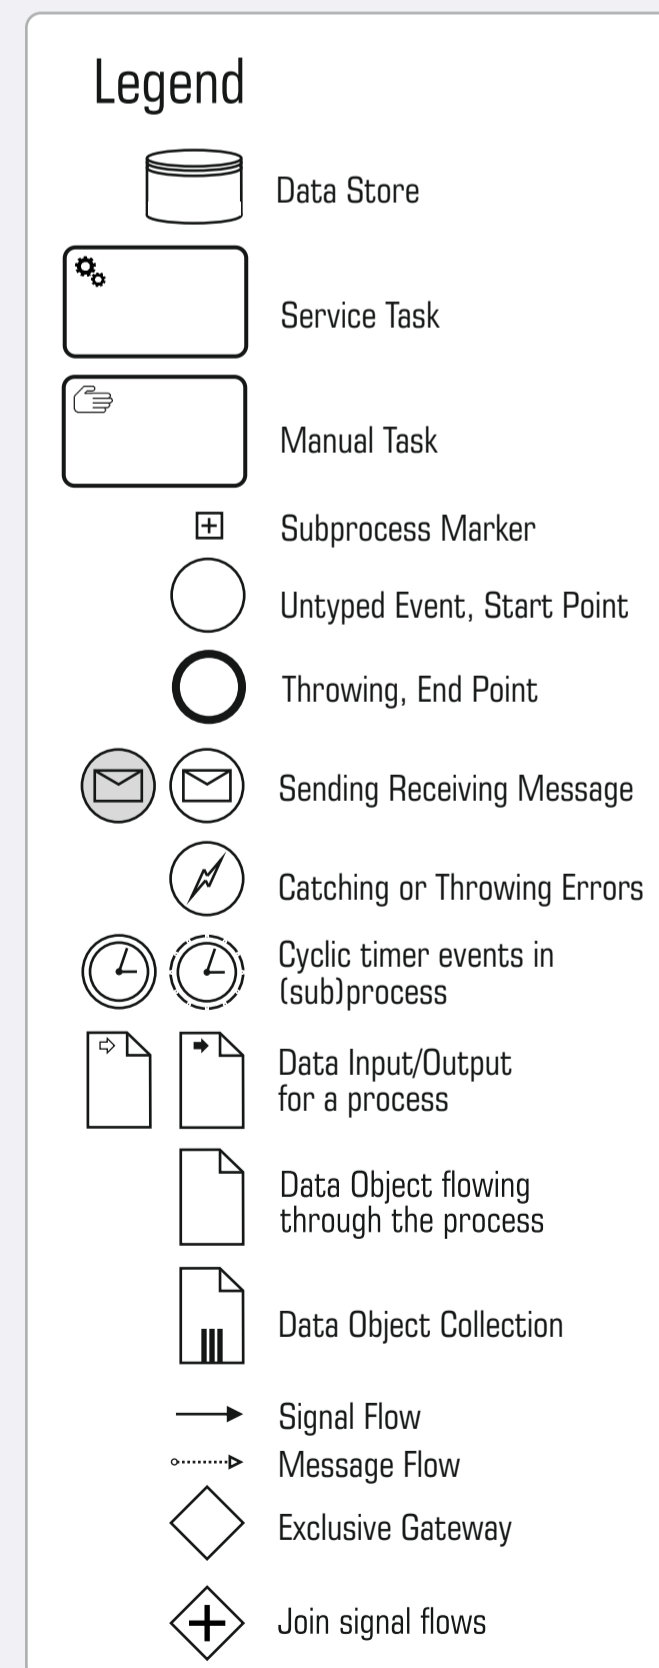 Legend
Data Store
Service Task
Manual Task
Subprocess Marker
Untyped Event, Start Point
Throwing, End Point
Sending Receiving Message
Catching or Throwing Errors
Cyclic timer events in
(sub)process
Data Input/Output
for a process
Data Object flowing
through the process
Data Object Collection
Signal Flow
Message Flow
Exclusive Gateway
Join signal flows